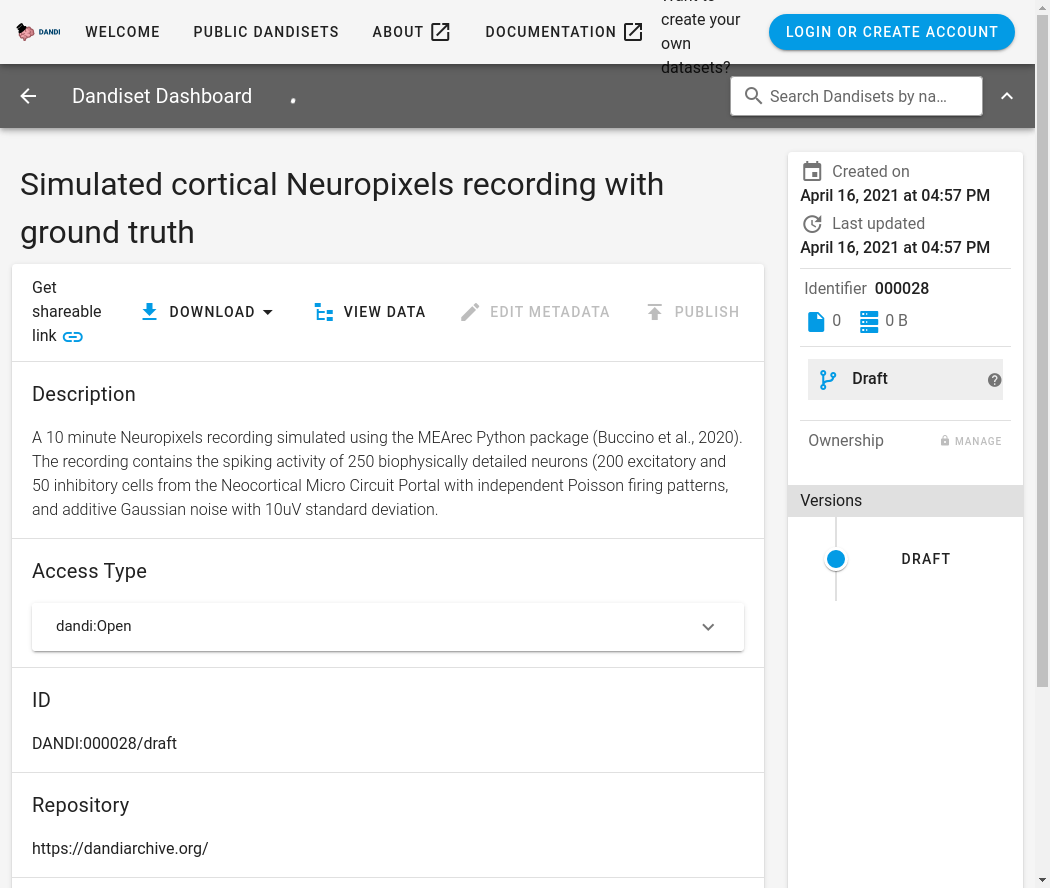 DANDI
WELCOME
PUBLIC DANDISETS
ABOUT
DOCUMENTATION
create your
own
datasets?
LOGIN OR CREATE ACCOUNT
Dandiset Dashboard
Search Dandisets by na...
Simulated cortical Neuropixels recording with
ground truth
Get
shareable
link
DOWNLOAD
VIEW DATA
EDIT METADATA
PUBLISH
Description
A 10 minute Neuropixels recording simulated using the MEArec Python package (Buccino et al., 2020).
The recording contains the spiking activity of 250 biophysically detailed neurons (200 excitatory and
50 inhibitory cells from the Neocortical Micro Circuit Portal with independent Poisson firing patterns,
and additive Gaussian noise with 10uV standard deviation.
Access Type
dandi:Open
ID
DANDI:000028/draft
Repository
https://dandiarchive.org/
Created on
April 16, 2021 at 04:57 PM
Last updated
April 16, 2021 at 04:57 PM
Identifier 000028
0
0 B
Draft
Ownership
MANAGE
Versions
DRAFT